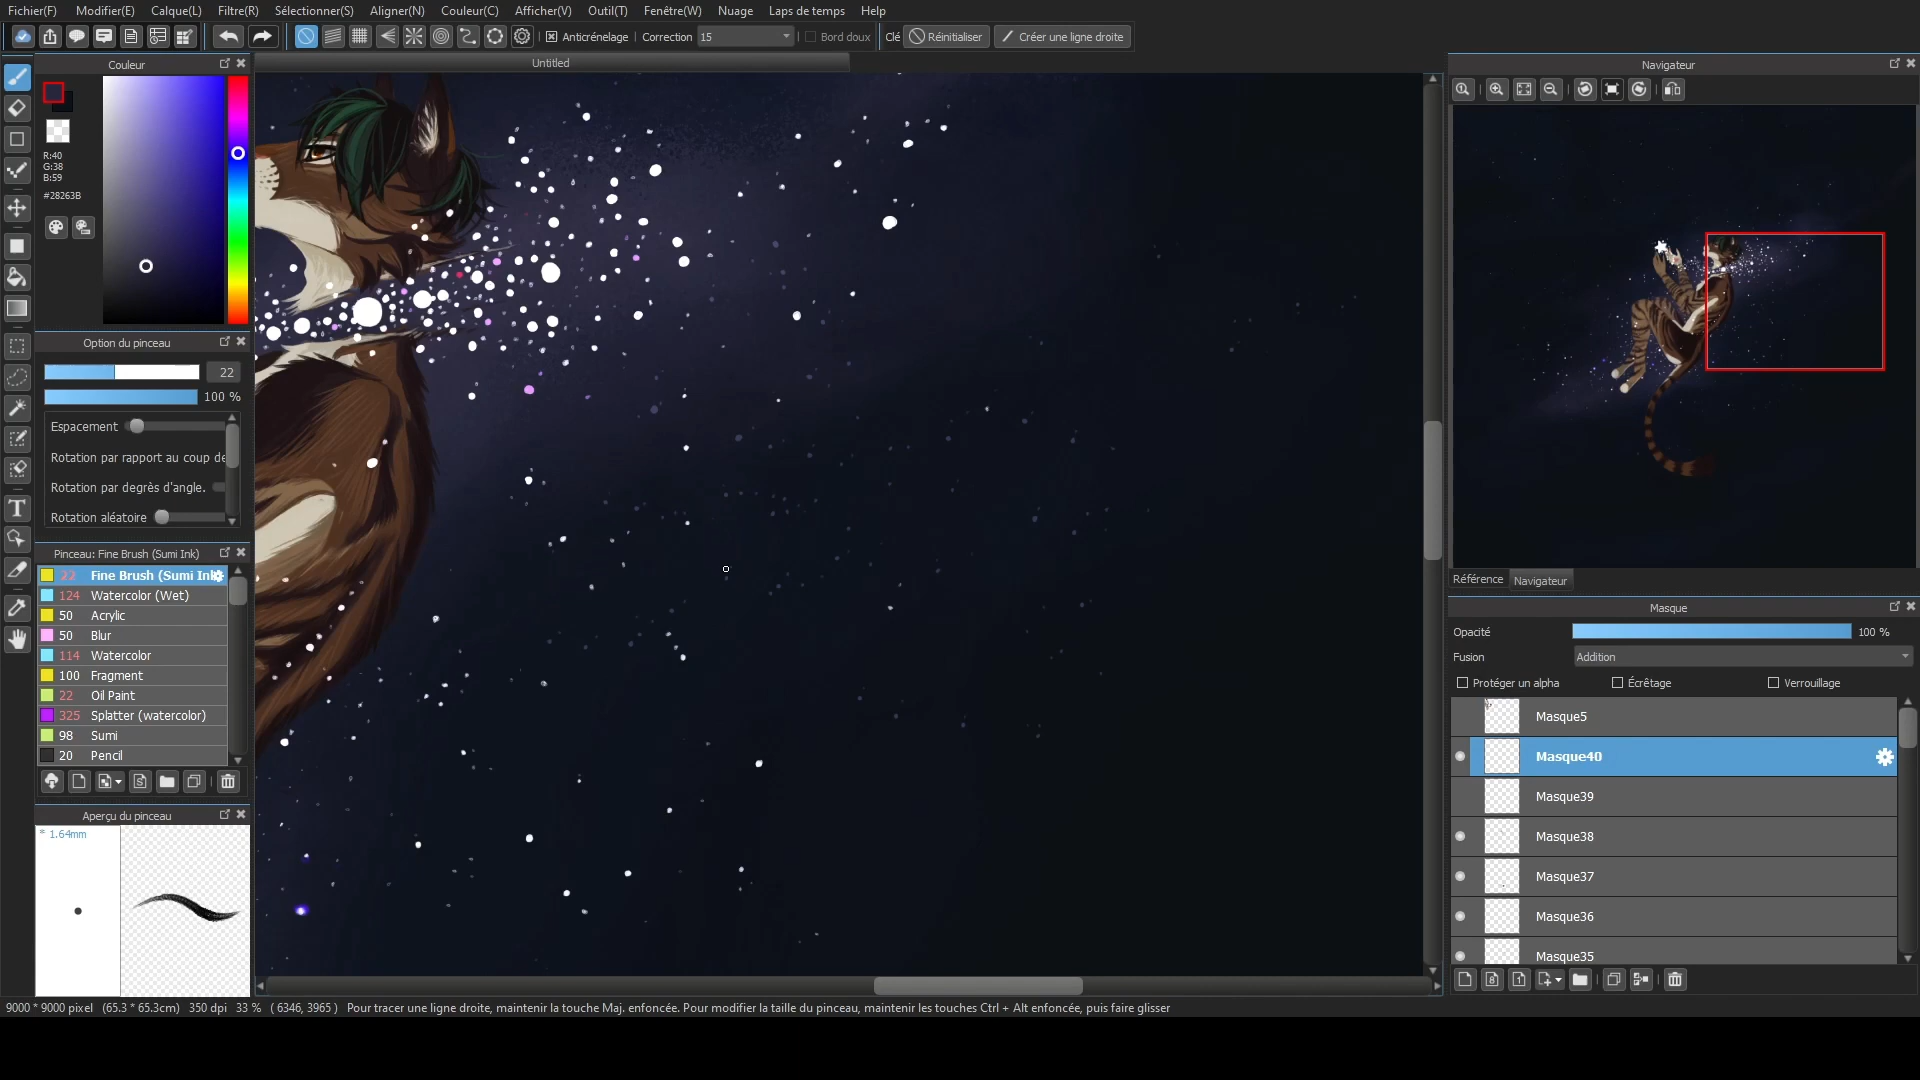 Fichier(F) Modifier(E) Calque(L) Filtre(R) Sélectionner(S) Aligner(N) Couleur(C) Afficher(V) Outil(T) Fenêtre(W) Nuage Laps de temps Help
Anticrénelage Correction 15 Bord doux Clé Réinitialiser Créer une ligne droite
Couleur
R:40
G:38
B:59
#28263B
Option du pinceau
22
100 %
Espacement
Rotation par rapport au coup de
Rotation par degrès d'angle.
Rotation aléatoire
Pinceau: Fine Brush (Sumi Ink)
22 Fine Brush (Sumi Ink
124 Watercolor (Wet)
50 Acrylic
50 Blur
114 Watercolor
100 Fragment
22 Oil Paint
325 Splatter (watercolor)
98 Sumi
20 Pencil
Aperçu du pinceau
* 1.64mm
Untitled
Navigateur
Référence Navigateur
Masque
Opacité 100 %
Fusion Addition
Protéger un alpha Écrêtage Verrouillage
Masque5
Masque40
Masque39
Masque38
Masque37
Masque36
Masque35
9000 * 9000 pixel (65.3 * 65.3cm) 350 dpi 33 % ( 6346, 3965 ) Pour tracer une ligne droite, maintenir la touche Maj. enfoncée. Pour modifier la taille du pinceau, maintenir les touches Ctrl + Alt enfoncée, puis faire glisser